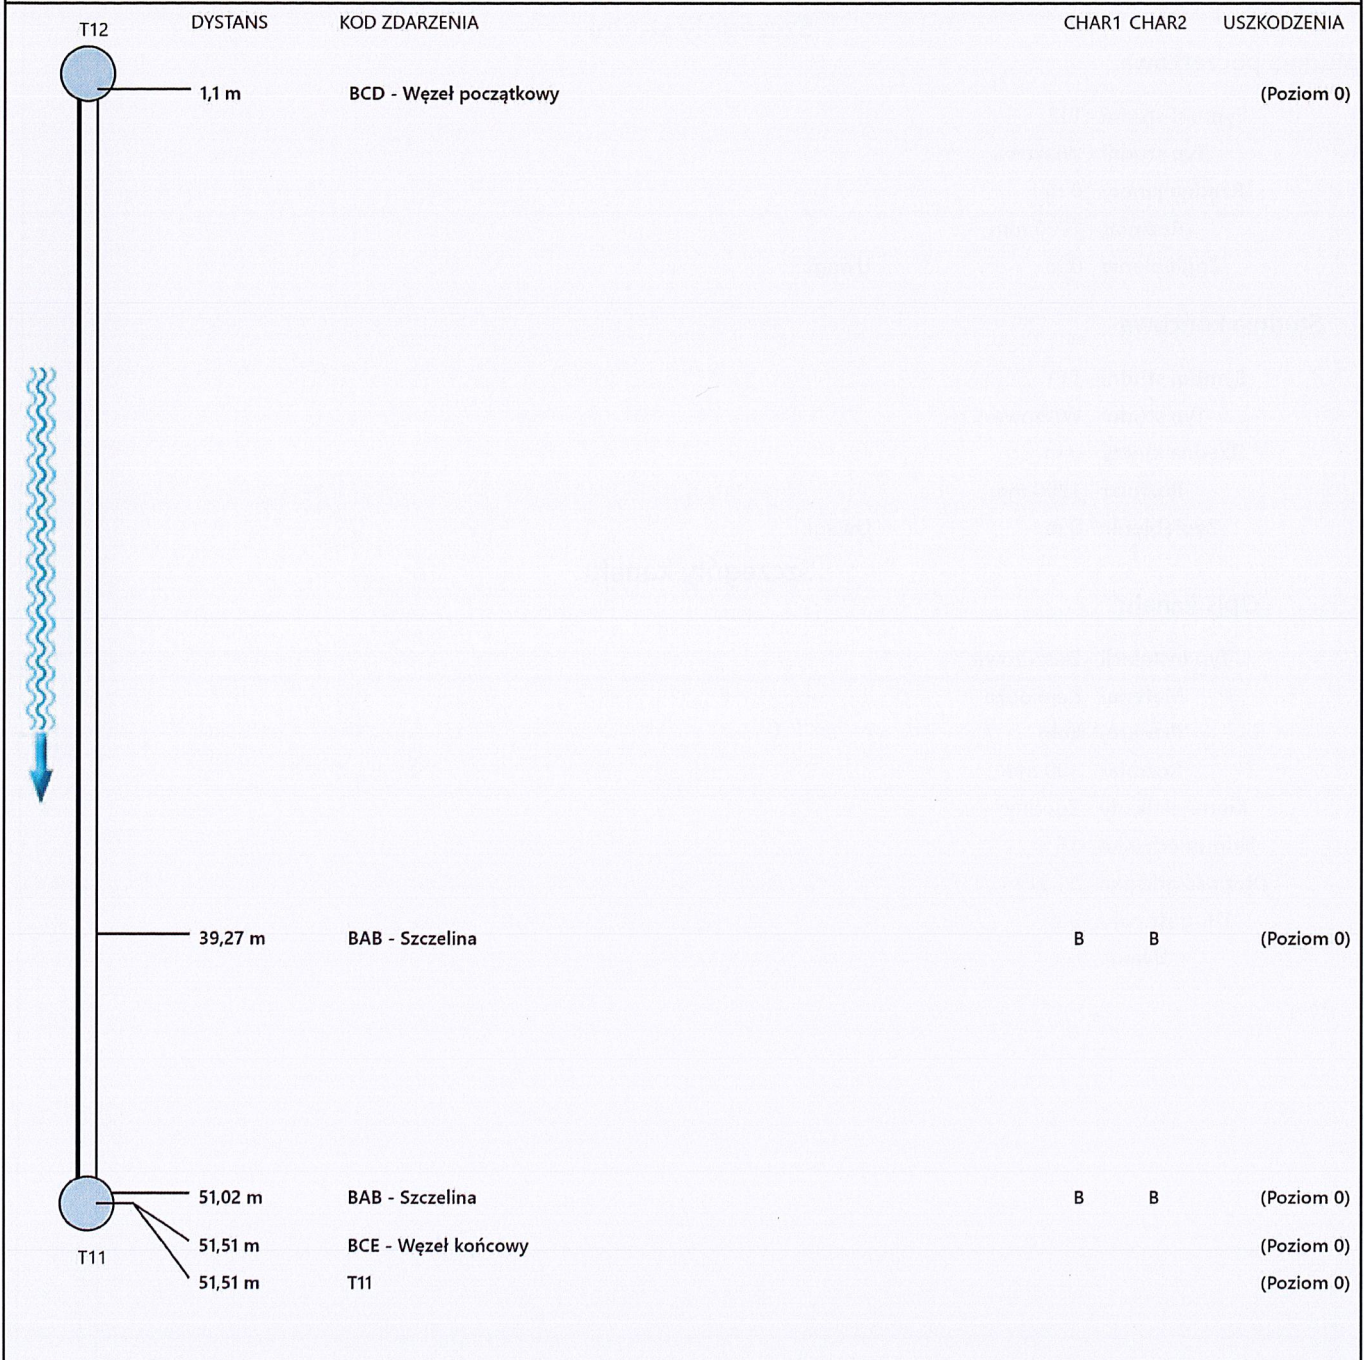 T12 DYSTANS KOD ZDARZENIA CHAR1 CHAR2 USZKODZENIA
1,1 m BCD - Węzeł początkowy (Poziom 0)
39,27 m BAB - Szczelina B B (Poziom 0)
51,02 m BAB - Szczelina B B (Poziom 0)
T11 51,51 m BCE - Węzeł końcowy (Poziom 0)
51,51 m T11 (Poziom 0)